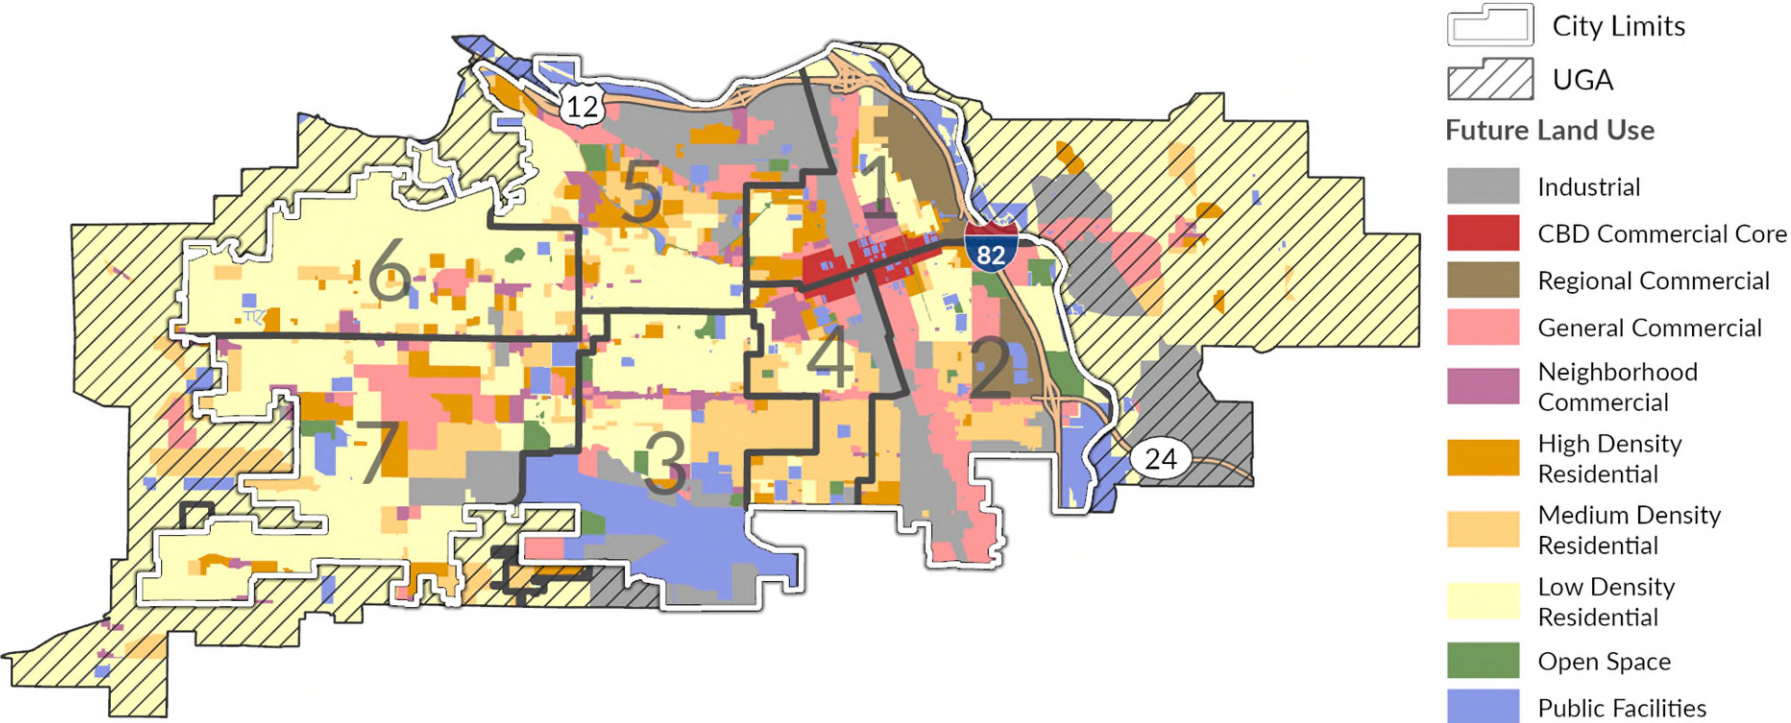 City Limits
UGA
Future Land Use
Industrial
CBD Commercial Core
Regional Commercial
General Commercial
Neighborhood
Commercial
High Density
Residential
Medium Density
Residential
Low Density
Residential
Open Space
Public Facilities
12
5
1
6
82
4
2
7
3
24